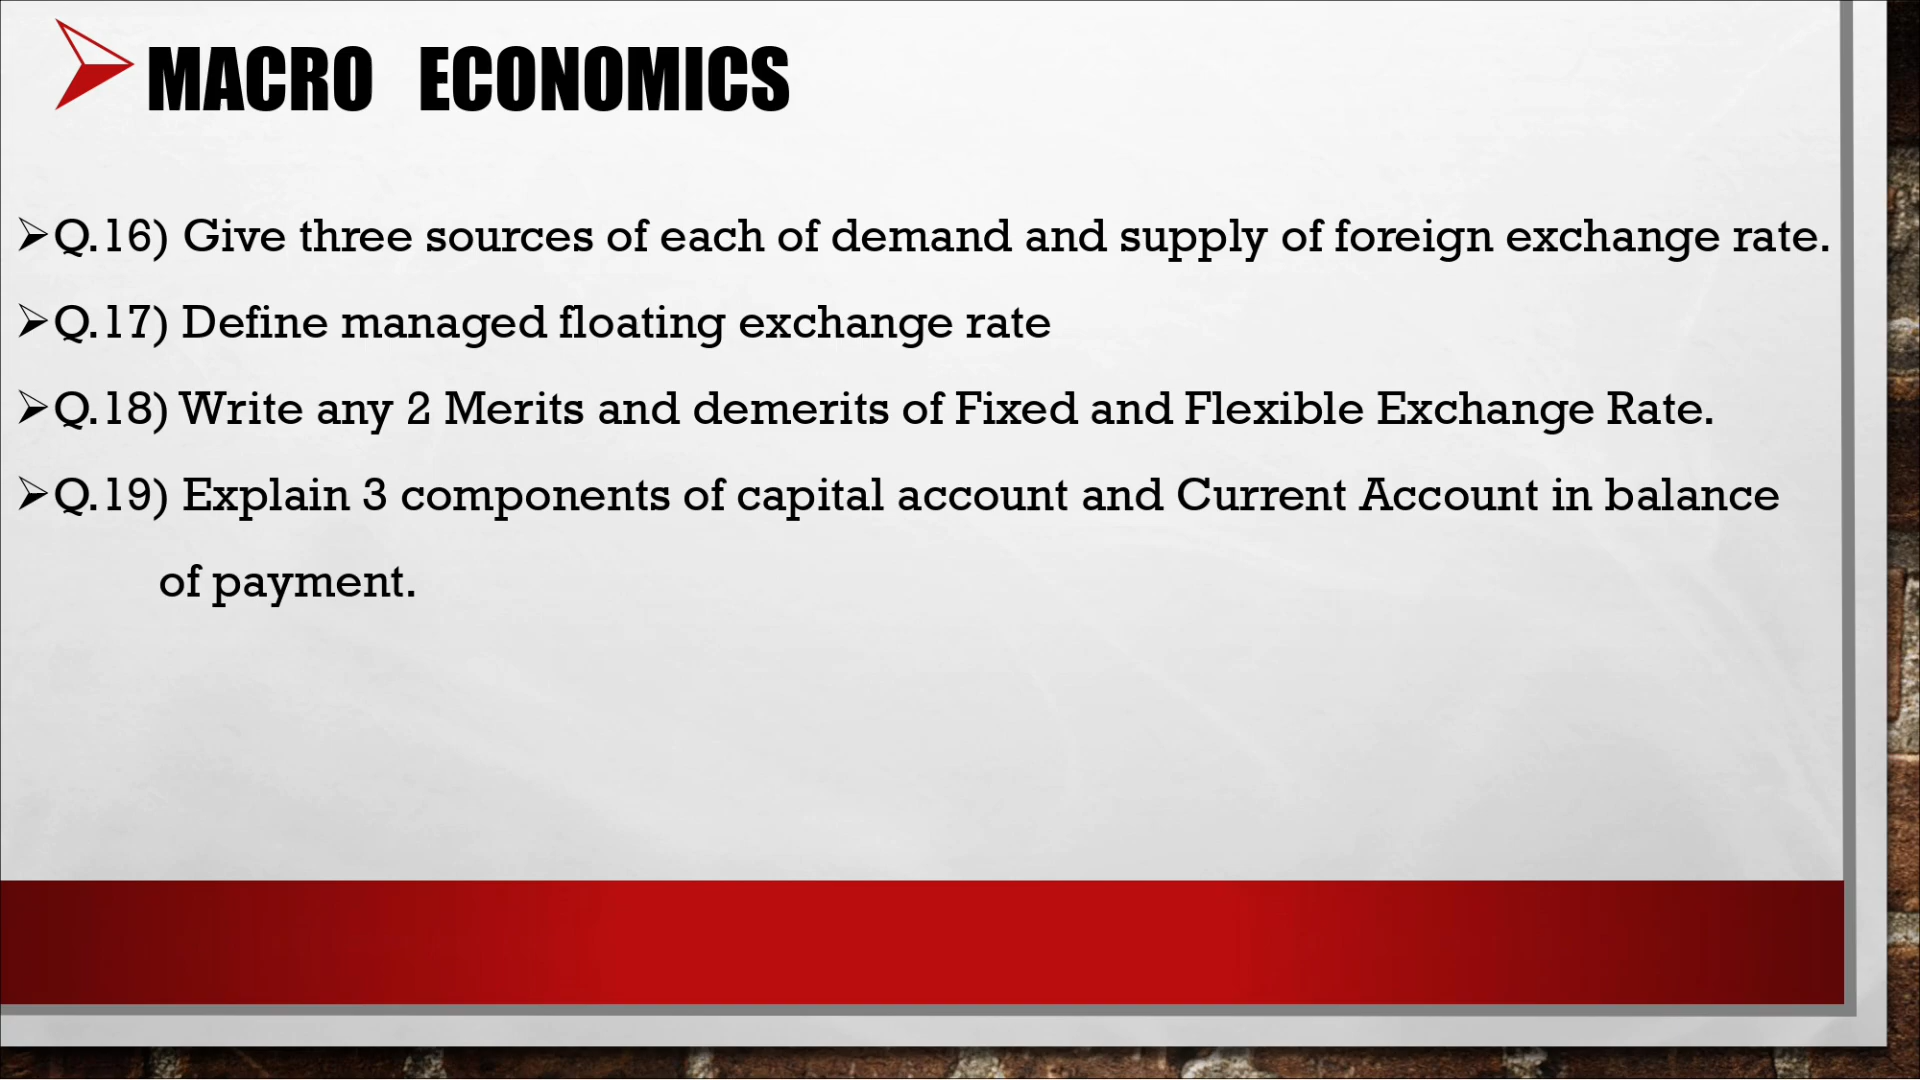 MACRO ECONOMICS
Q.16) Give three sources of each of demand and supply of foreign exchange rate.
Q.17) Define managed floating exchange rate
Q.18) Write any 2 Merits and demerits of Fixed and Flexible Exchange Rate.
Q.19) Explain 3 components of capital account and Current Account in balance
of payment.